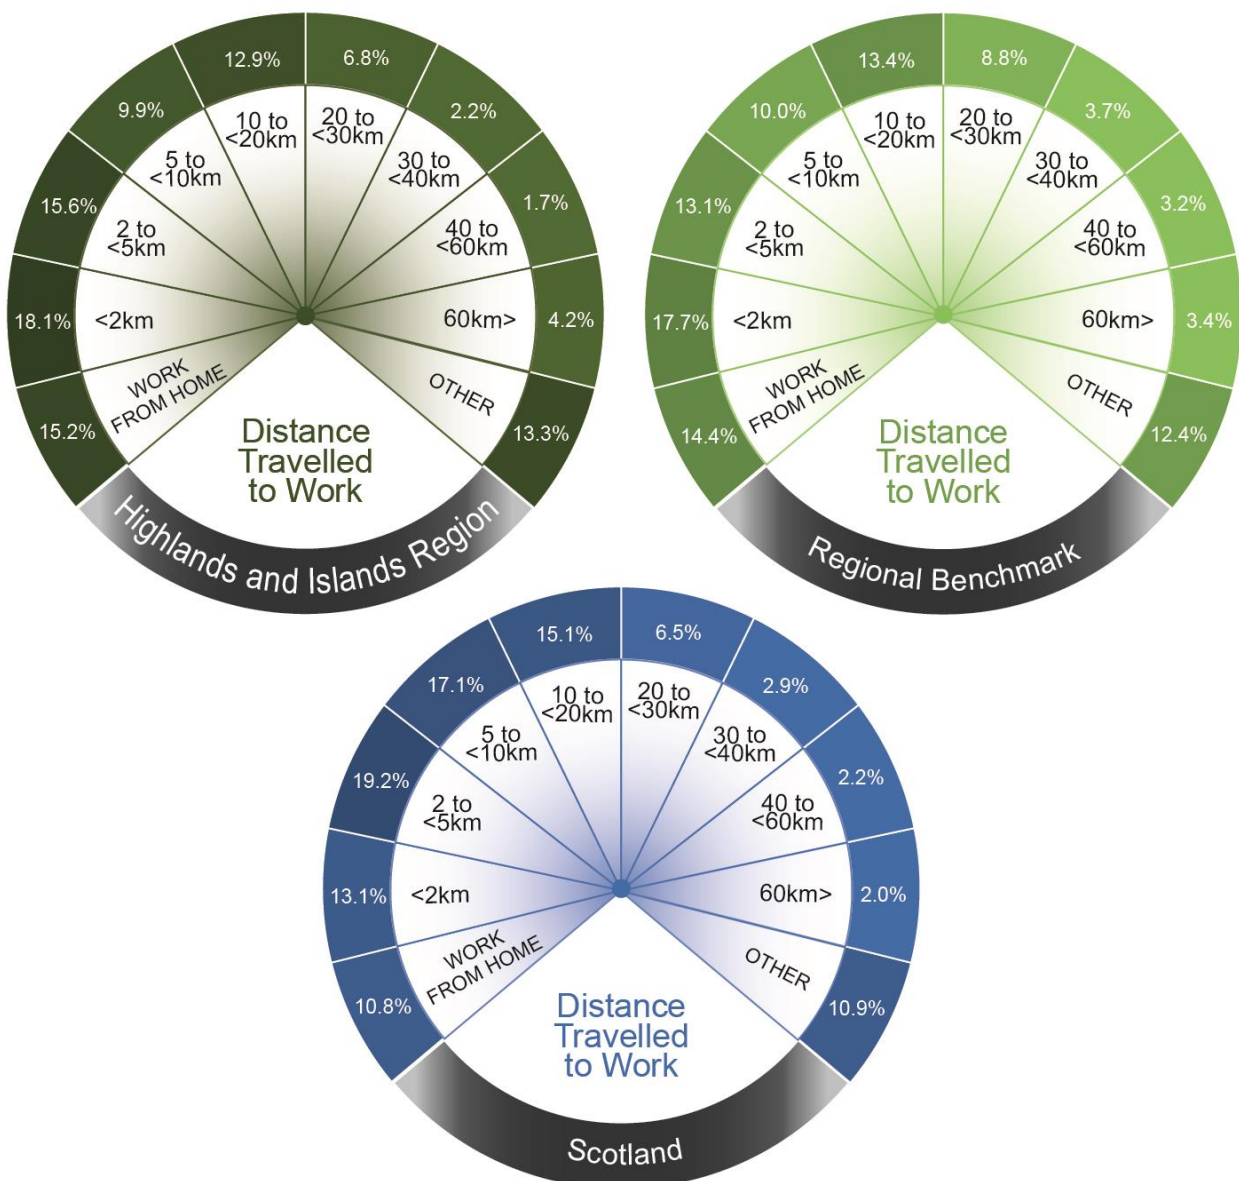 15.2%
18.1%
15.6%
9.9%
12.9%
6.8%
2.2%
1.7%
4.2%
13.3%
WORK
FROM HOME
<2km
2 to
<5km
5 to
<10km
10 to
<20km
20 to
<30km
30 to
<40km
40 to
<60km
60km>
OTHER
Distance
Travelled
to Work
Highlands and Islands Region
14.4%
17.7%
13.1%
10.0%
13.4%
8.8%
3.7%
3.2%
3.4%
12.4%
WORK
FROM HOME
<2km
2 to
<5km
5 to
<10km
10 to
<20km
20 to
<30km
30 to
<40km
40 to
<60km
60km>
OTHER
Distance
Travelled
to Work
Regional Benchmark
10.8%
13.1%
19.2%
17.1%
15.1%
6.5%
2.9%
2.2%
2.0%
10.9%
WORK
FROM HOME
<2km
2 to
<5km
5 to
<10km
10 to
<20km
20 to
<30km
30 to
<40km
40 to
<60km
60km>
OTHER
Distance
Travelled
to Work
Scotland